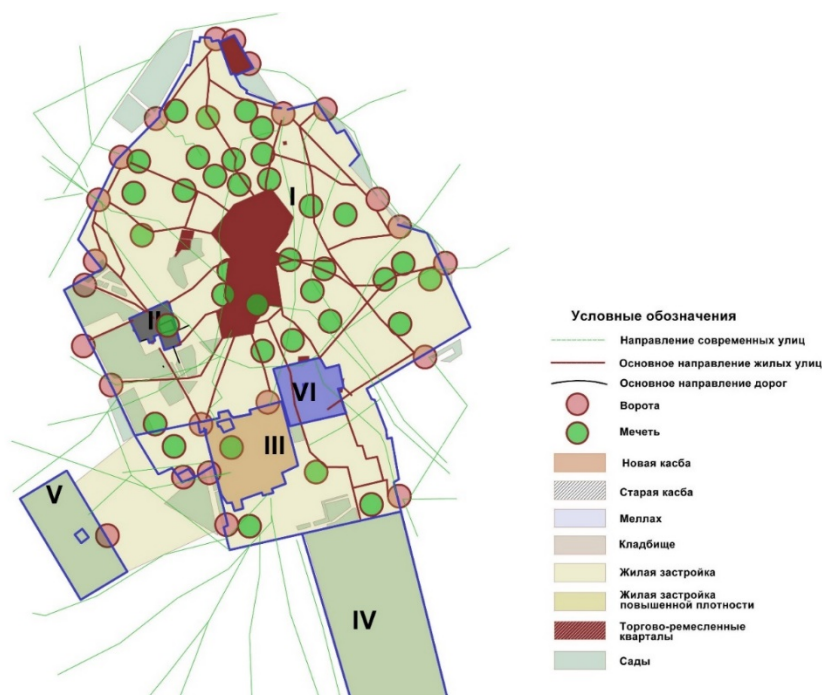 I
II
VI
III
V
IV
Условные обозначения
Направление современных улиц
Основное направление жилых улиц
Основное направление дорог
Ворота
Мечеть
Новая касба
Старая касба
Меллах
Кладбище
Жилая застройка
Жилая застройка
повышенной плотности
Торгово-ремесленные
кварталы
Сады